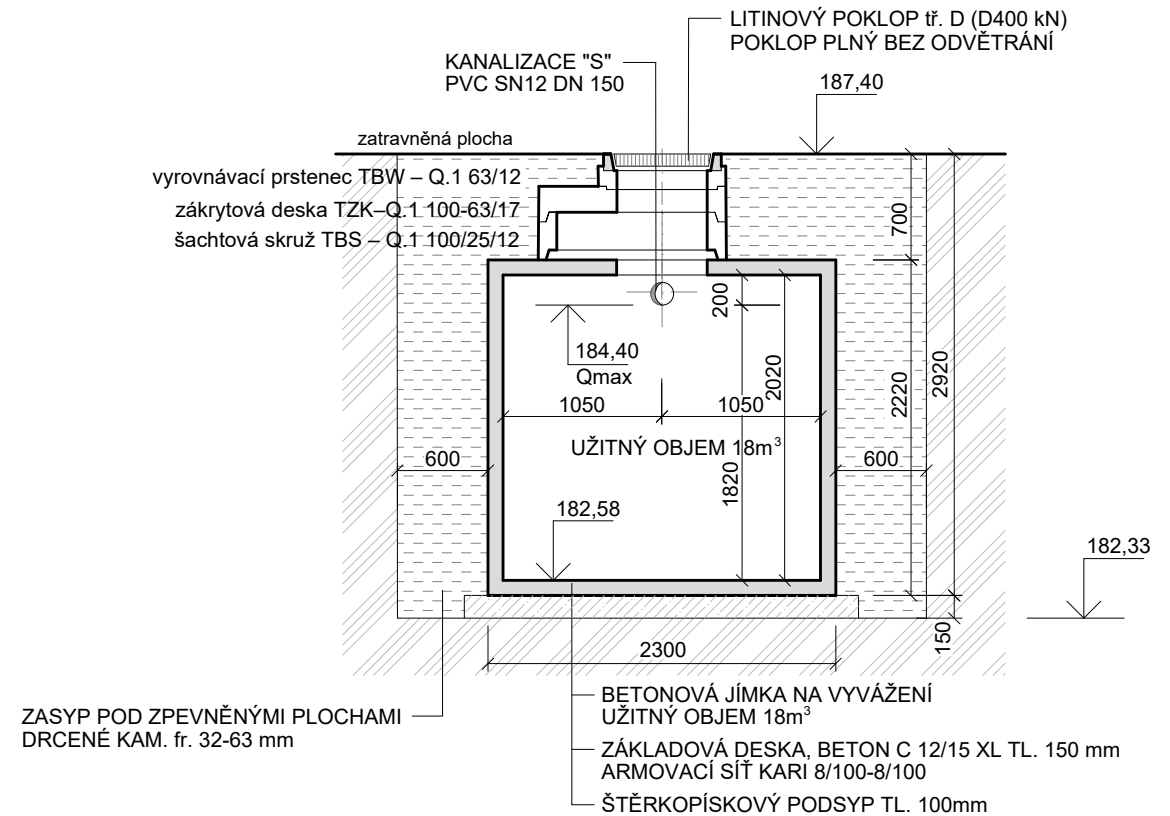 LITINOVÝ POKLOP tř. D (D400 kN)
POKLOP PLNÝ BEZ ODVĚTRÁNÍ
KANALIZACE "S"
PVC SN12 DN 150
187,40
zatravněná plocha
vyrovnávací prstenec TBW – Q.1 63/12
zákrytová deska TZK–Q.1 100-63/17
šachtová skruž TBS – Q.1 100/25/12
700
200
184,40
Qmax
2020
2220
2920
1050
1050
UŽITNÝ OBJEM 18m³
600
600
1820
182,58
182,33
150
2300
ZASYP POD ZPEVNĚNÝMI PLOCHAMI
DRCENÉ KAM. fr. 32-63 mm
BETONOVÁ JÍMKA NA VYVÁŽENÍ
UŽITNÝ OBJEM 18m³
ZÁKLADOVÁ DESKA, BETON C 12/15 XL TL. 150 mm
ARMOVACÍ SÍŤ KARI 8/100-8/100
ŠTĚRKOPÍSKOVÝ PODSYP TL. 100mm